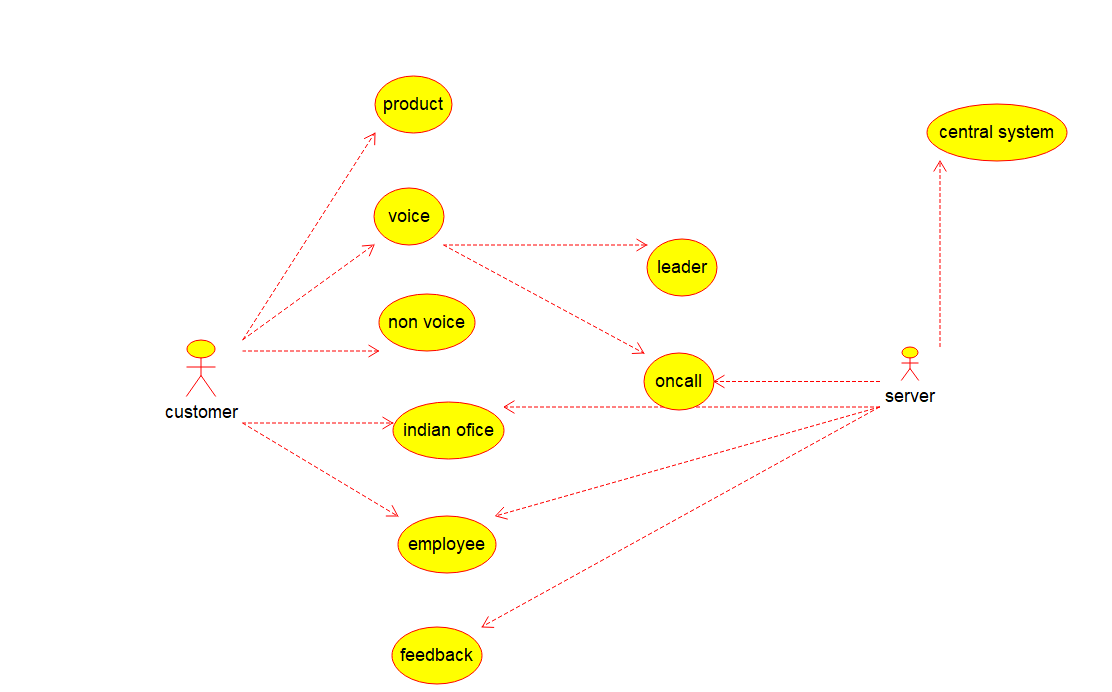 product
central system
voice
leader
non voice
oncall
server
customer
indian ofice
employee
feedback